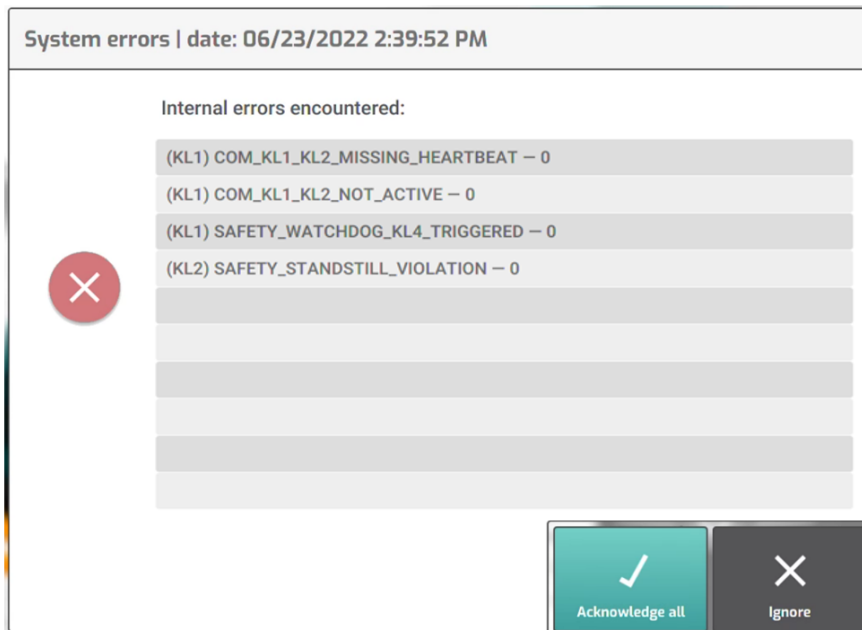 System errors | date: 06/23/2022 2:39:52 PM
Internal errors encountered:
(KL1) COM_KL1_KL2_MISSING_HEARTBEAT – 0
(KL1) COM_KL1_KL2_NOT_ACTIVE – 0
(KL1) SAFETY_WATCHDOG_KL4_TRIGGERED – 0
(KL2) SAFETY_STANDSTILL_VIOLATION – 0
Acknowledge all
Ignore